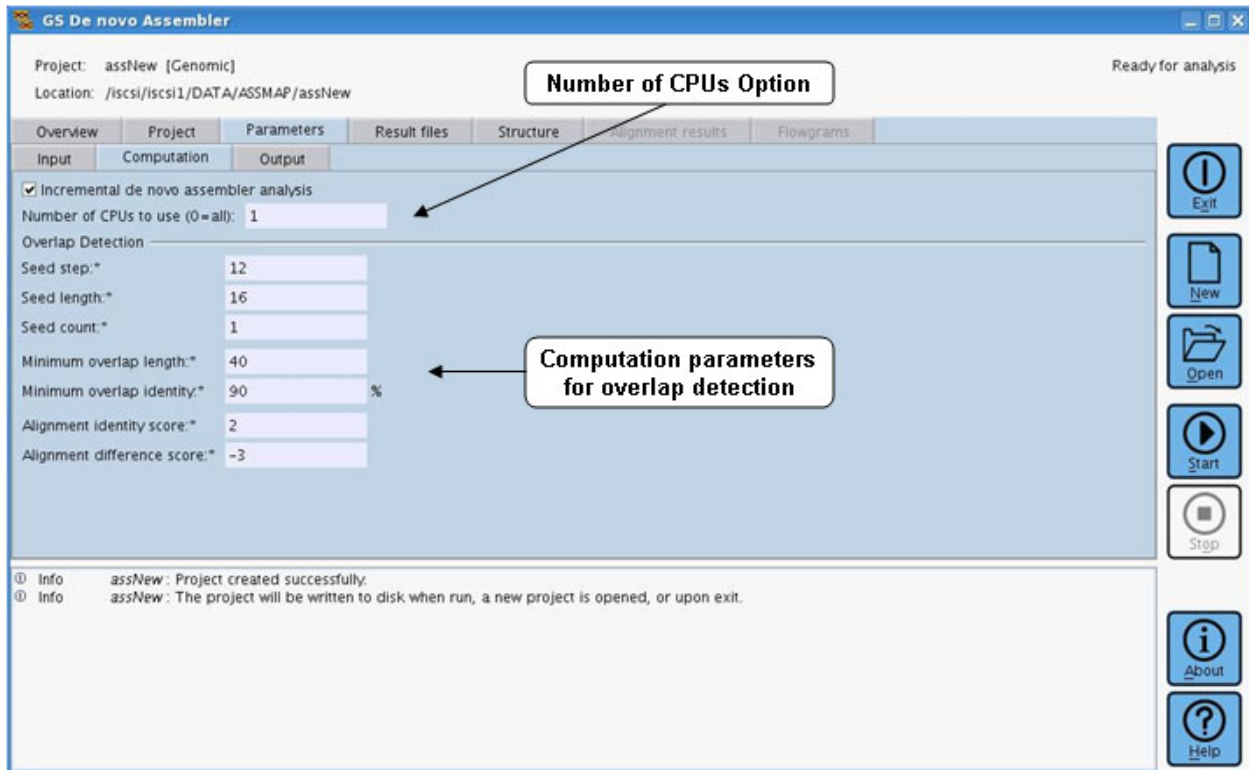 GS De novo Assembler
Project: assNew [Genomic]
Ready for analysis
Location: /iscsi/iscsi1/DATA/ASSMAP/assNew
Number of CPUs Option
Overview Project Parameters Result files Structure Alignment results Flowgrams
Input Computation Output
Incremental de novo assembler analysis
Number of CPUs to use (0=all): 1
Overlap Detection
Seed step:* 12
Seed length:* 16
Seed count:* 1
Minimum overlap length:* 40
Minimum overlap identity:* 90 %
Alignment identity score:* 2
Alignment difference score:* -3
Computation parameters
for overlap detection
Exit
New
Open
Start
Stop
Info assNew : Project created successfully.
Info assNew : The project will be written to disk when run, a new project is opened, or upon exit.
About
Help